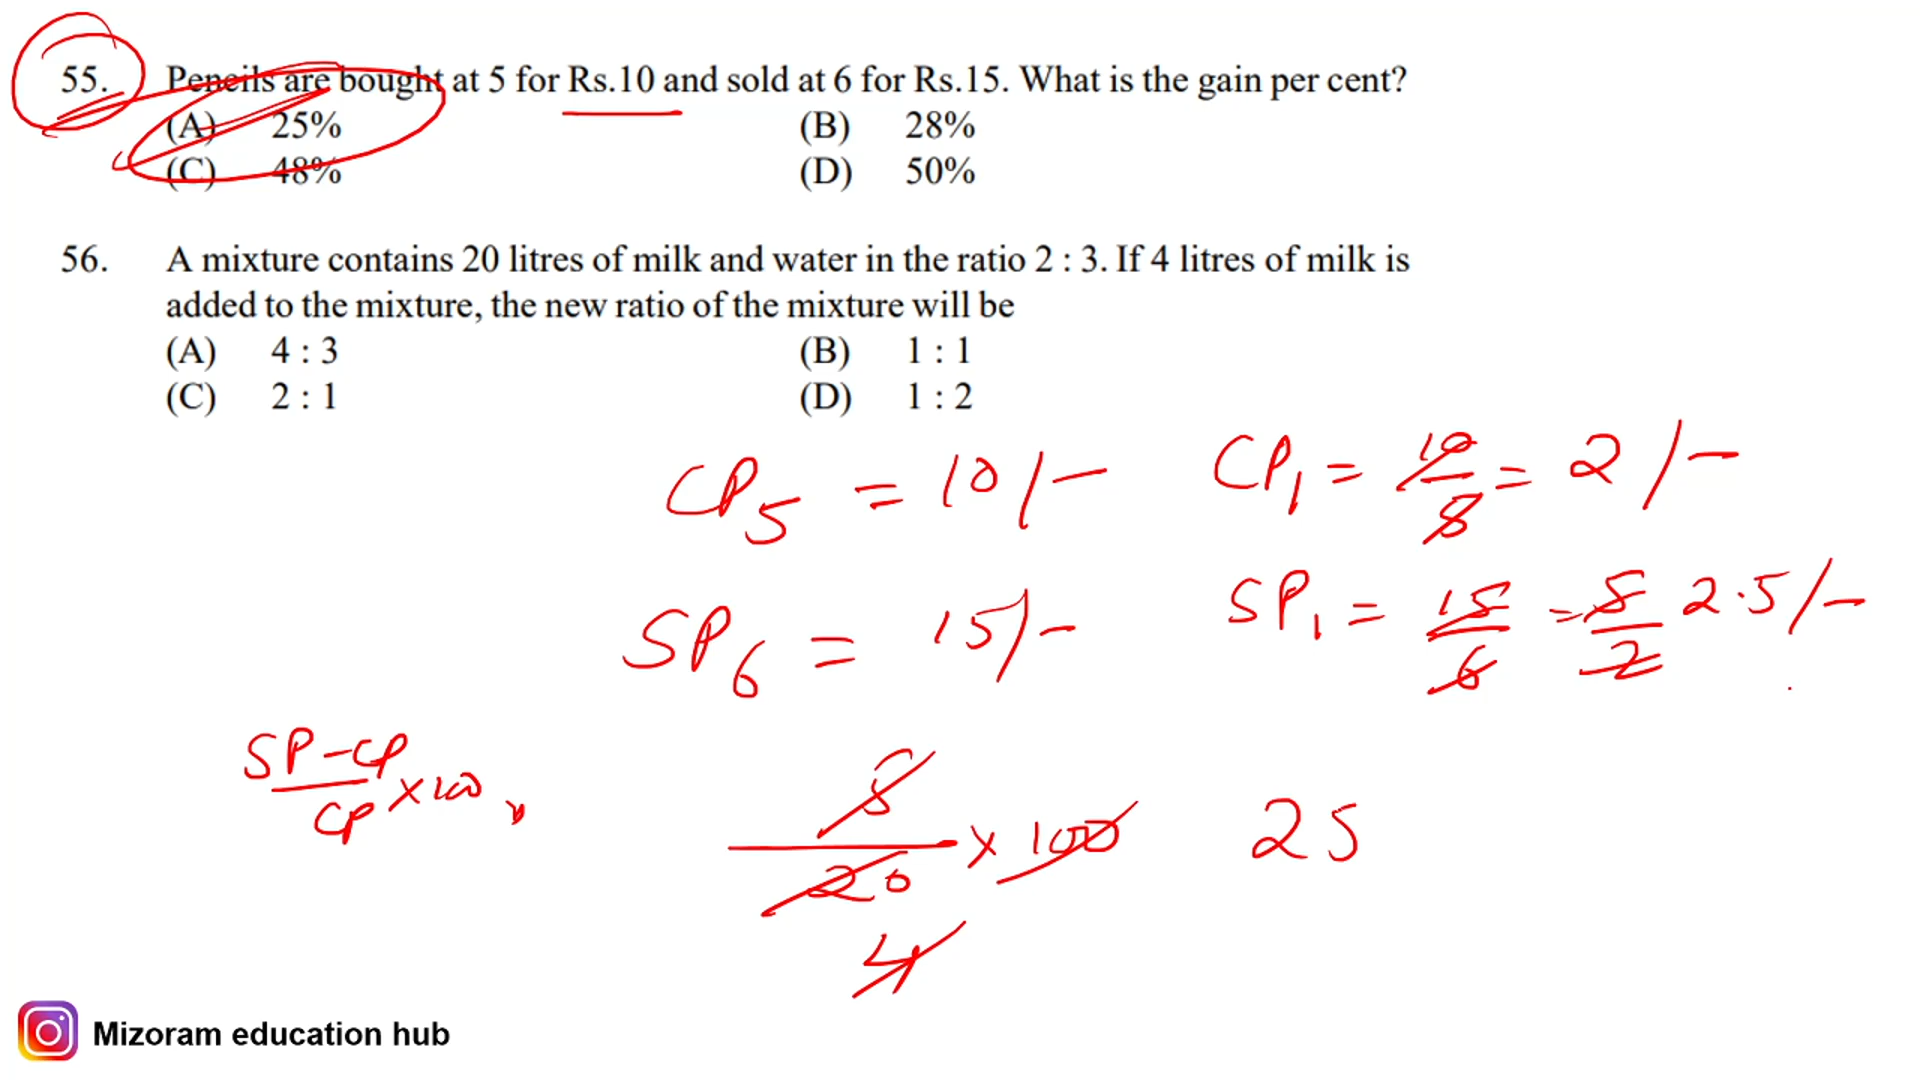 55. Pencils are bought at 5 for Rs.10 and sold at 6 for Rs.15. What is the gain per cent?
(A) 25% (B) 28%
(C) 48% (D) 50%
56. A mixture contains 20 litres of milk and water in the ratio 2 : 3. If 4 litres of milk is
added to the mixture, the new ratio of the mixture will be
(A) 4 : 3 (B) 1 : 1
(C) 2 : 1 (D) 1 : 2
CP5 = 10/- CP1 = 10/5 = 2/-
SP6 = 15/- SP1 = 15/6 = 5/2 2.5/-
SP-CP/CP × 100
5/20 × 100 25
4
Mizoram education hub